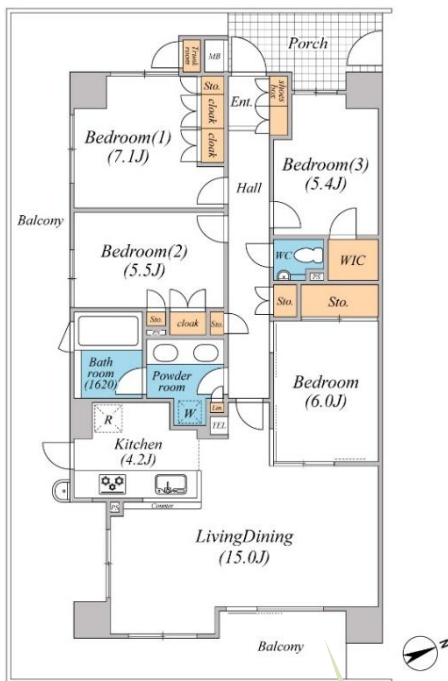 Porch
Trunk
room
MB
Sto.
cloak
cloak
Ent.
shoes
box
Bedroom(1)
(7.1J)
Bedroom(3)
(5.4J)
Hall
Balcony
Bedroom(2)
(5.5J)
WC
PS
WIC
Sto.
Sto.
Sto.
PS
cloak
Sto.
Bath
room
(1620)
Powder
room
Bedroom
(6.0J)
R
W
Lin.
TEL
Kitchen
(4.2J)
Counter
PS
LivingDining
(15.0J)
Balcony
N